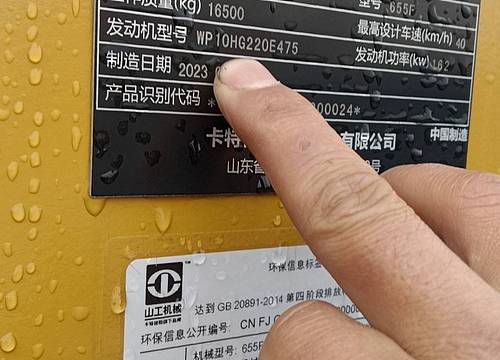 工作质量(kg) 16500 型号 655F
发动机型号 WP10HG220E475 最高设计车速(km/h) 40
制造日期 2023 发动机功率(kw) 162
产品识别代码 * 00024*
卡特 有限公司 中国制造
山东省
环保信息标签
山工机械
达到 GB 20891-2014 第四阶段排放
环保信息公开编号: CN FJ
机械型号: 655F